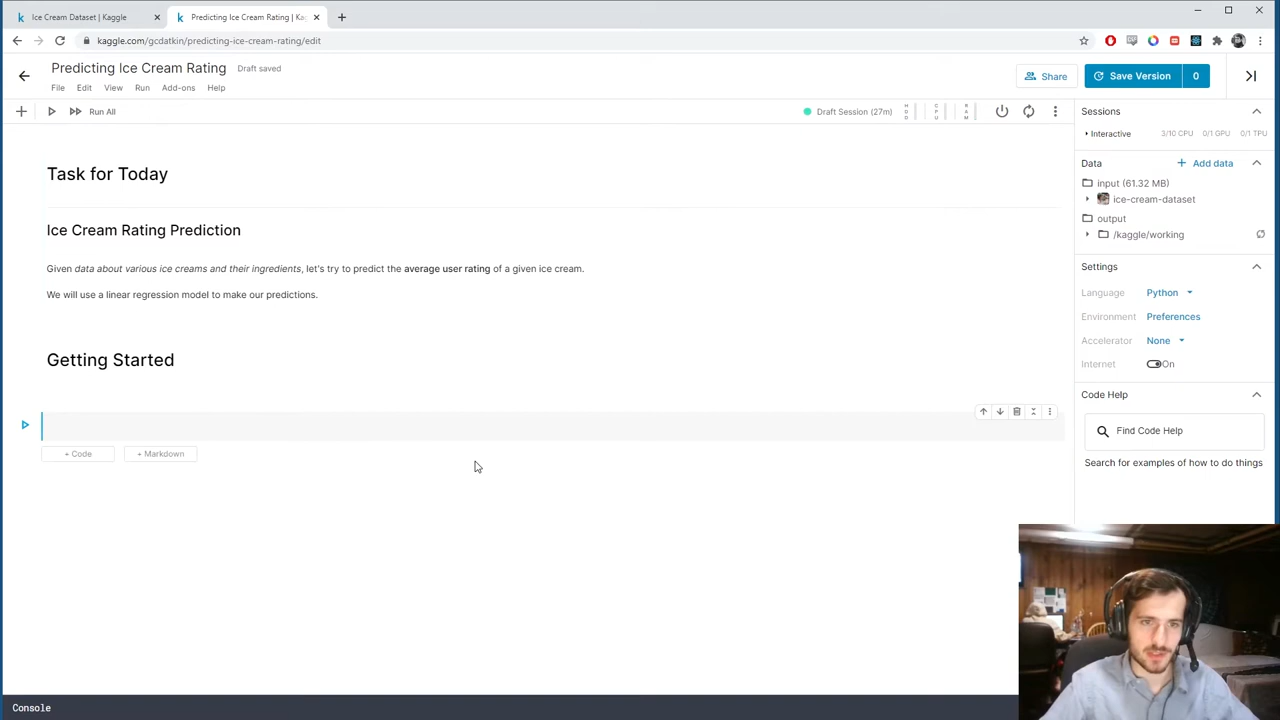 Ice Cream Dataset | Kaggle
Predicting Ice Cream Rating | Ka
kaggle.com/gcdatkin/predicting-ice-cream-rating/edit
Predicting Ice Cream Rating
Draft saved
File Edit View Run Add-ons Help
Share
Save Version
0
Run All
Draft Session (27m)
HDD
CPU
RAM
Task for Today
Ice Cream Rating Prediction
Given data about various ice creams and their ingredients, let's try to predict the average user rating of a given ice cream.
We will use a linear regression model to make our predictions.
Getting Started
+ Code
+ Markdown
Console
Sessions
Interactive 3/10 CPU 0/1 GPU 0/1 TPU
Data
+ Add data
input (61.32 MB)
ice-cream-dataset
output
/kaggle/working
Settings
Language Python
Environment Preferences
Accelerator None
Internet On
Code Help
Find Code Help
Search for examples of how to do things